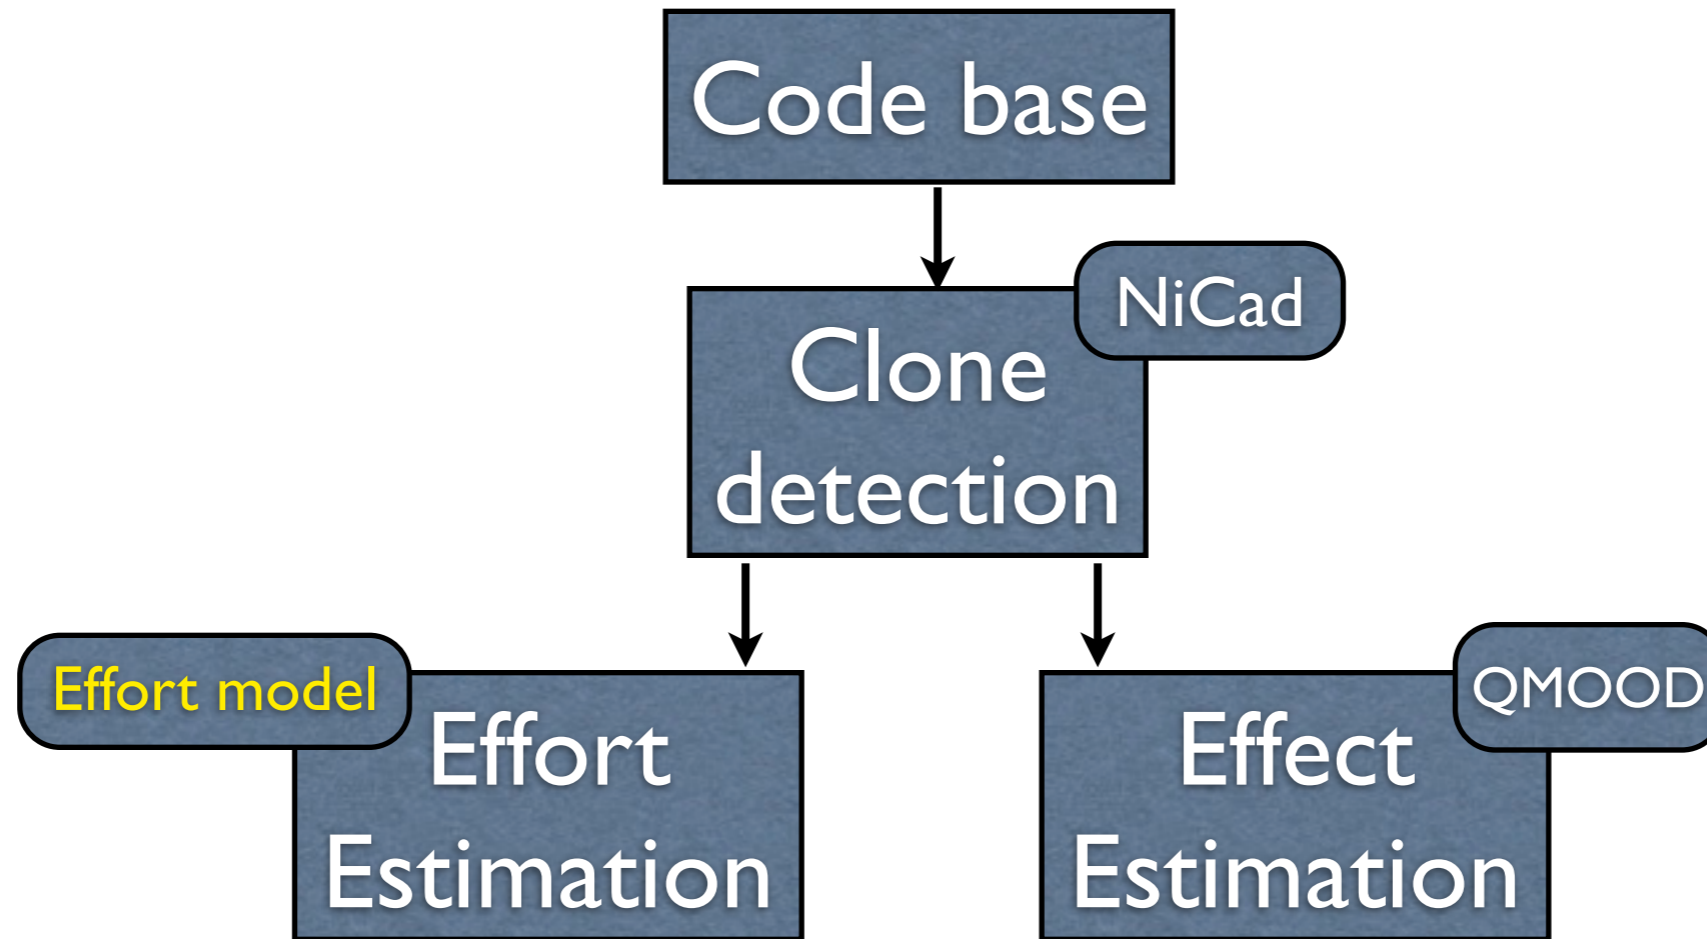 Code base
NiCad
Clone
detection
Effort model
Effort
Estimation
QMOOD
Effect
Estimation